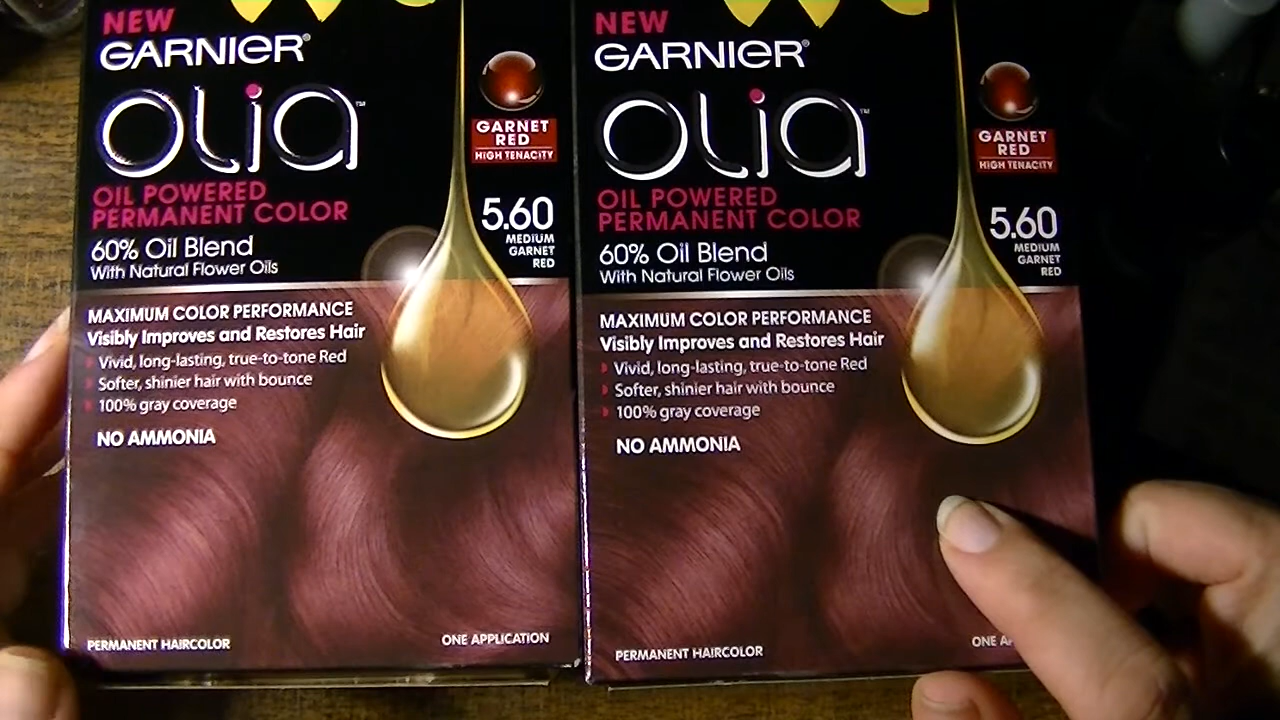 NEW
GARNIER®
OLIA™
OIL POWERED
PERMANENT COLOR
60% Oil Blend
With Natural Flower Oils
GARNET
RED
HIGH TENACITY
5.60
MEDIUM
GARNET
RED
MAXIMUM COLOR PERFORMANCE
Visibly Improves and Restores Hair
Vivid, long-lasting, true-to-tone Red
Softer, shinier hair with bounce
100% gray coverage
NO AMMONIA
PERMANENT HAIRCOLOR
ONE APPLICATION
NEW
GARNIER®
OLIA™
OIL POWERED
PERMANENT COLOR
60% Oil Blend
With Natural Flower Oils
GARNET
RED
HIGH TENACITY
5.60
MEDIUM
GARNET
RED
MAXIMUM COLOR PERFORMANCE
Visibly Improves and Restores Hair
Vivid, long-lasting, true-to-tone Red
Softer, shinier hair with bounce
100% gray coverage
NO AMMONIA
PERMANENT HAIRCOLOR
ONE